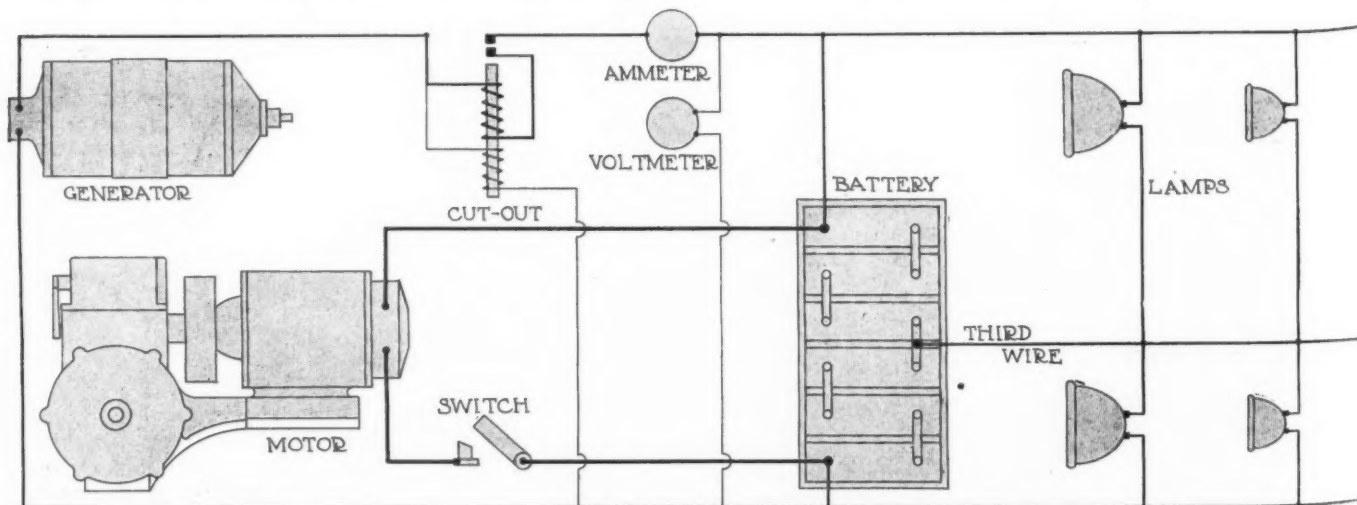 AMMETER
VOLTMETER
GENERATOR
CUT-OUT
BATTERY
LAMPS
THIRD
WIRE
SWITCH
MOTOR